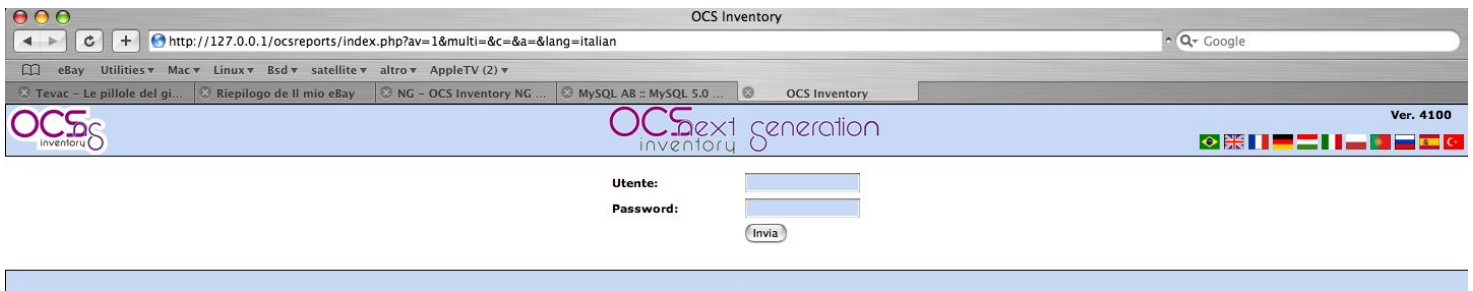 OCS Inventory
http://127.0.0.1/ocsreports/index.php?av=1&multi=&c=&a=&lang=italian
Google
eBay Utilities Mac Linux Bsd satellite altro AppleTV (2)
Tevac – Le pillole del gi... Riepilogo de Il mio eBay NG – OCS Inventory NG ... MySQL AB :: MySQL 5.0 ... OCS Inventory
OCS inventory ng
OCS inventory next generation
Ver. 4100
Utente:
Password:
Invia